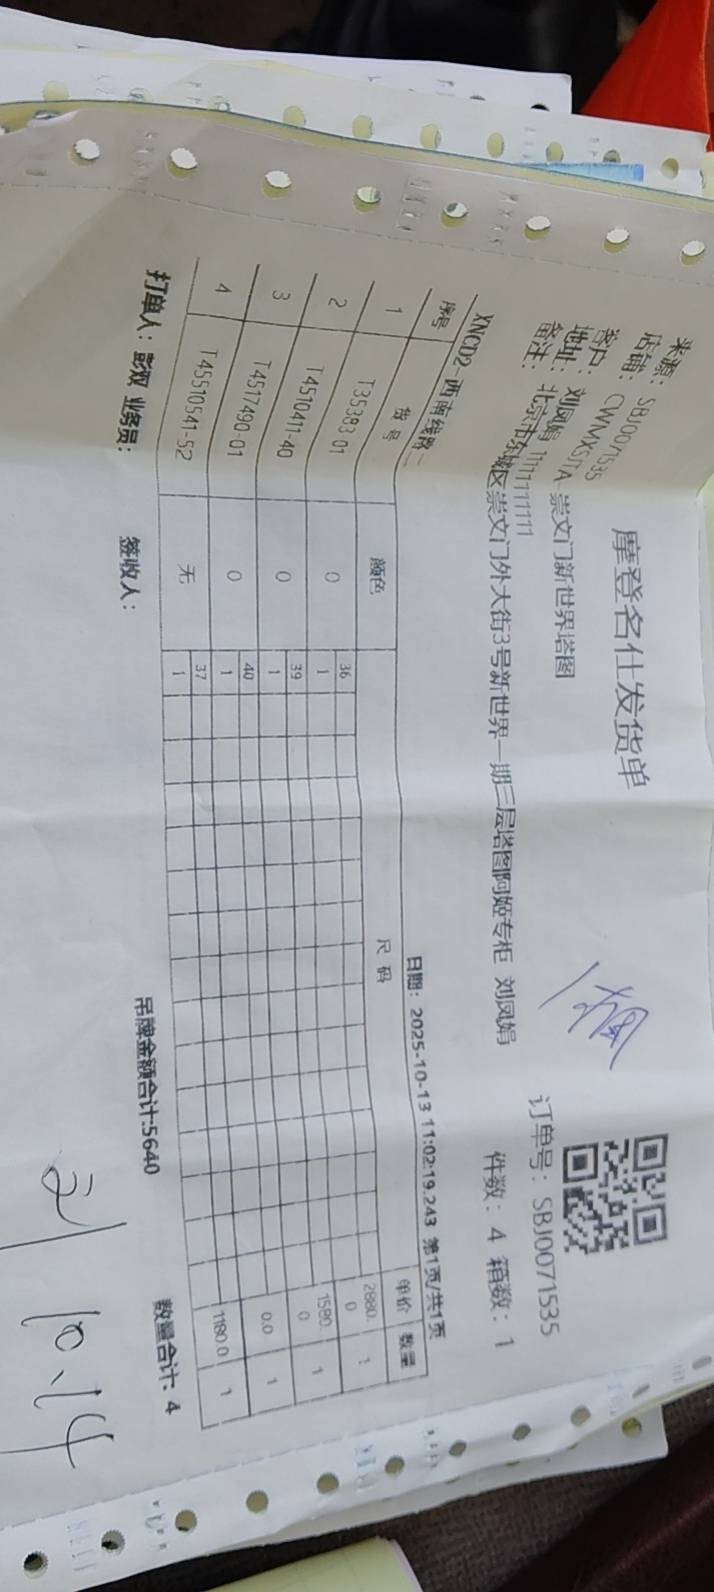 摩登名仕发货单
来源：SBJ0071535
店铺：CWMXSJTA-崇文门新世界塔图
客户：刘凤娟 11111111111
地址：北京市东城区崇文门外大街3号新世界一期三层塔图阿姬专柜 刘凤娟
备注：
订单号：SBJ0071535
件数：4 箱数：1
XNCD2-西南线路二
日期：2025-10-13 11:02:19.243 第1页/共1页
序号 货号 颜色 尺码 单价 数量
1 T35383-01 0 36 1 2880.0 1
2 T4510411-40 0 39 1 1580.0 1
3 T4517490-01 0 40 1 0.0 1
4 T45510541-52 无 37 1 1180.0 1
打单人：彭双 业务员： 签收人： 吊牌金额合计:5640 数量合计: 4
刘 10.14